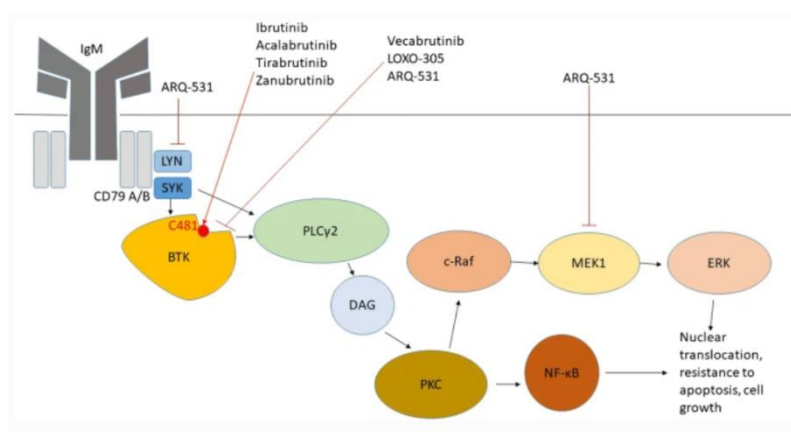 IgM
Ibrutinib
Acalabrutinib
Tirabrutinib
Zanubrutinib
Vecabrutinib
LOXO-305
ARQ-531
ARQ-531
ARQ-531
LYN
SYK
CD79 A/B
C481
BTK
PLCγ2
DAG
PKC
c-Raf
MEK1
ERK
NF-κB
Nuclear
translocation,
resistance to
apoptosis, cell
growth